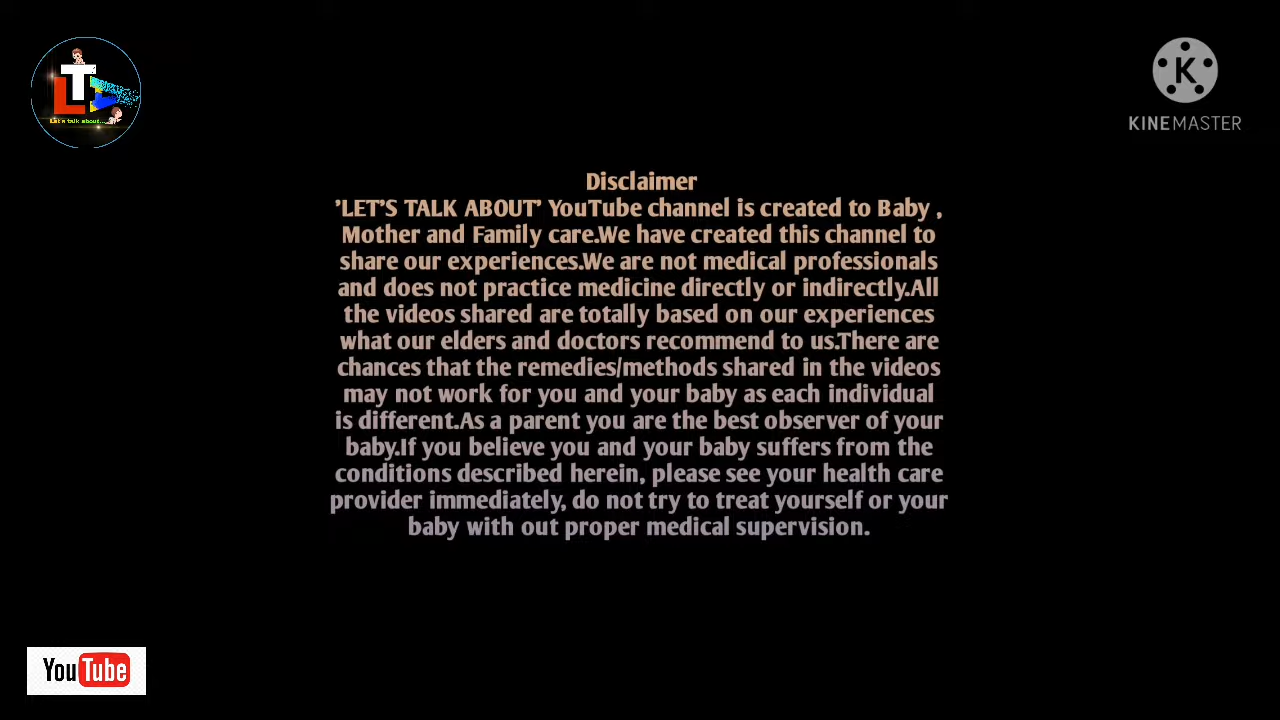 LT
Let's talk about...
K
KINEMASTER
Disclaimer
'LET'S TALK ABOUT' YouTube channel is created to Baby ,
Mother and Family care.We have created this channel to
share our experiences.We are not medical professionals
and does not practice medicine directly or indirectly.All
the videos shared are totally based on our experiences
what our elders and doctors recommend to us.There are
chances that the remedies/methods shared in the videos
may not work for you and your baby as each individual
is different.As a parent you are the best observer of your
baby.If you believe you and your baby suffers from the
conditions described herein, please see your health care
provider immediately, do not try to treat yourself or your
baby with out proper medical supervision.
YouTube